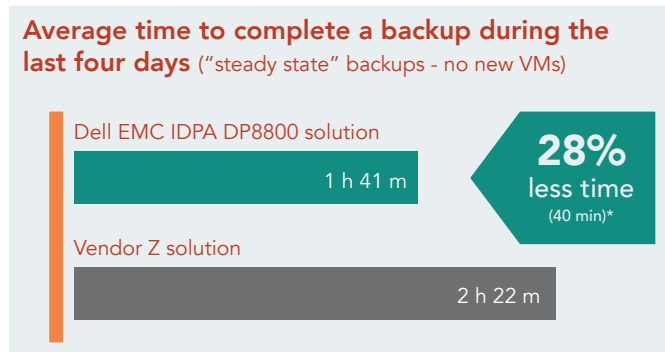 Average time to complete a backup during the
last four days (“steady state” backups - no new VMs)
Dell EMC IDPA DP8800 solution
1 h 41 m
28%
less time
(40 min)*
Vendor Z solution
2 h 22 m